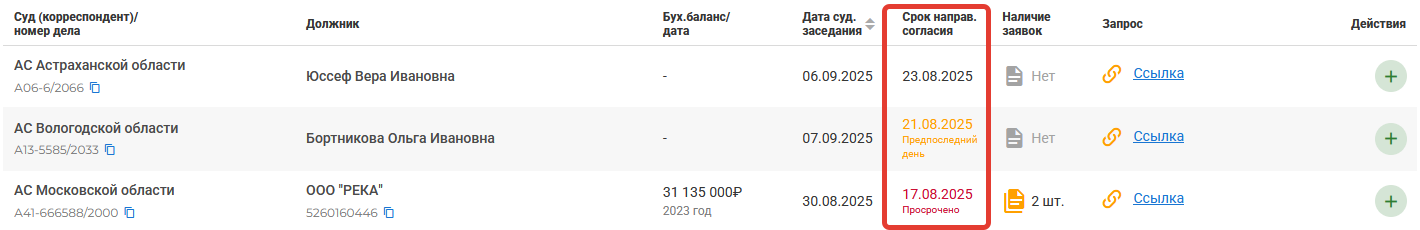 Суд (корреспондент)/ номер дела Должник Бух.баланс/ дата Дата суд. заседания Срок направ. согласия Наличие заявок Запрос Действия
АС Астраханской области
А06-6/2066
Юссеф Вера Ивановна
-
06.09.2025
23.08.2025
Нет
Ссылка
АС Вологодской области
А13-5585/2033
Бортникова Ольга Ивановна
-
07.09.2025
21.08.2025
Предпоследний
день
Нет
Ссылка
АС Московской области
А41-666588/2000
ООО "РЕКА"
5260160446
31 135 000₽
2023 год
30.08.2025
17.08.2025
Просрочено
2 шт.
Ссылка